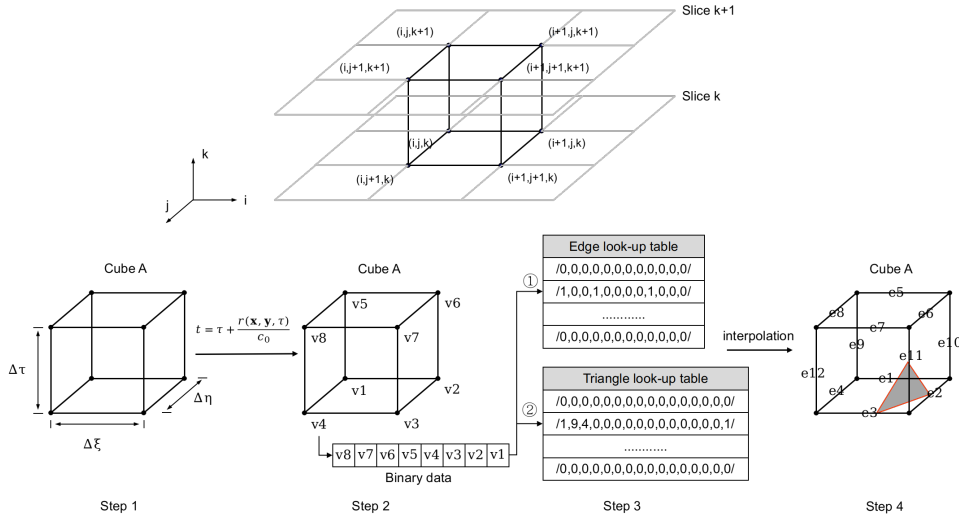 Slice k+1
(i,j,k+1)
(i+1,j,k+1)
(i,j+1,k+1)
(i+1,j+1,k+1)
Slice k
(i,j,k)
(i+1,j,k)
(i,j+1,k)
(i+1,j+1,k)
k
i
j
Cube A
Δτ
Δη
Δξ
Step 1
t = τ + r(x, y, τ) / c₀
Cube A
v5
v6
v8
v7
v1
v2
v4
v3
v8 v7 v6 v5 v4 v3 v2 v1
Binary data
Step 2
①
Edge look-up table
/0,0,0,0,0,0,0,0,0,0,0,0/
/1,0,0,1,0,0,0,0,1,0,0,0/
............
/0,0,0,0,0,0,0,0,0,0,0,0/
②
Triangle look-up table
/0,0,0,0,0,0,0,0,0,0,0,0,0,0,0,0/
/1,9,4,0,0,0,0,0,0,0,0,0,0,0,0,1/
............
/0,0,0,0,0,0,0,0,0,0,0,0,0,0,0,0/
Step 3
interpolation
Cube A
e5
e8
e6
e7
e9
e10
e11
e12
e1
e4
e2
e3
Step 4